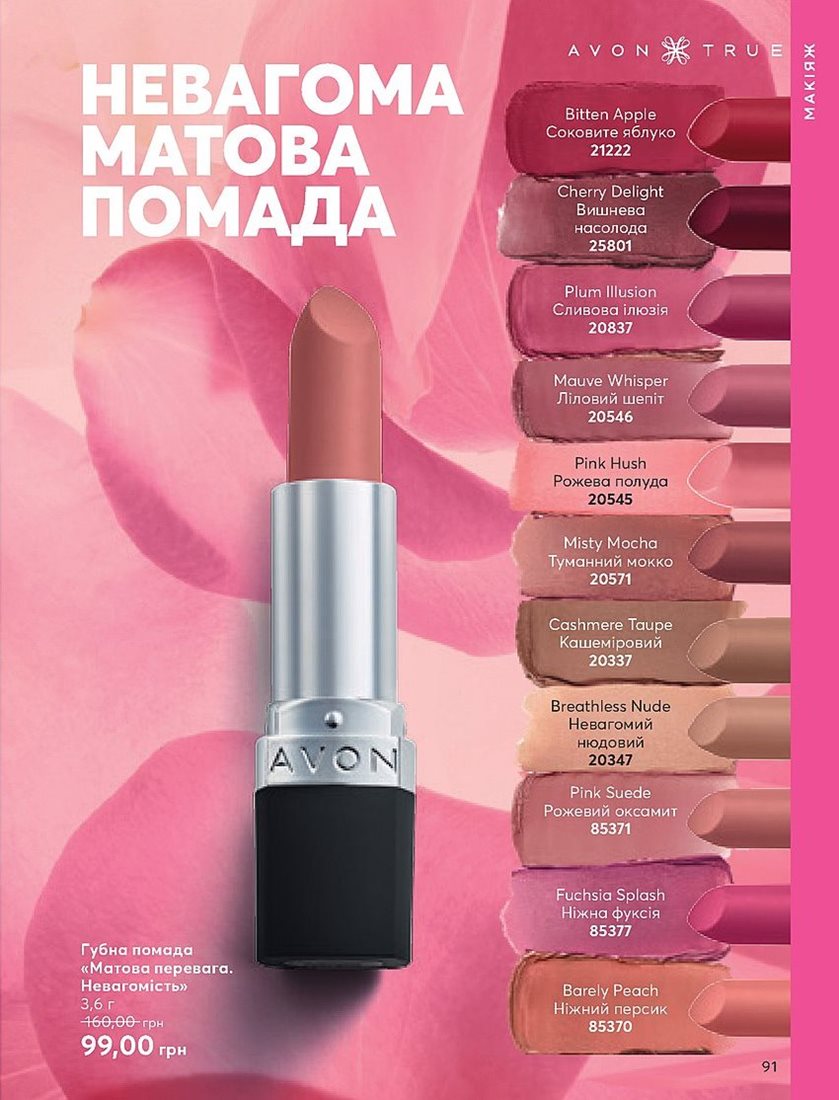 НЕВАГОМА
МАТОВА
ПОМАДА
AVON TRUE
МАКІЯЖ
Bitten Apple
Соковите яблуко
21222
Cherry Delight
Вишнева
насолода
25801
Plum Illusion
Сливова ілюзія
20837
Mauve Whisper
Ліловий шепіт
20546
Pink Hush
Рожева полуда
20545
Misty Mocha
Туманний мокко
20571
Cashmere Taupe
Кашеміровий
20337
Breathless Nude
Невагомий
нюдовий
20347
Pink Suede
Рожевий оксамит
85371
Fuchsia Splash
Ніжна фуксія
85377
Barely Peach
Ніжний персик
85370
AVON
Губна помада
«Матова перевага.
Невагомість»
3,6 г
160,00 грн
99,00 грн
91